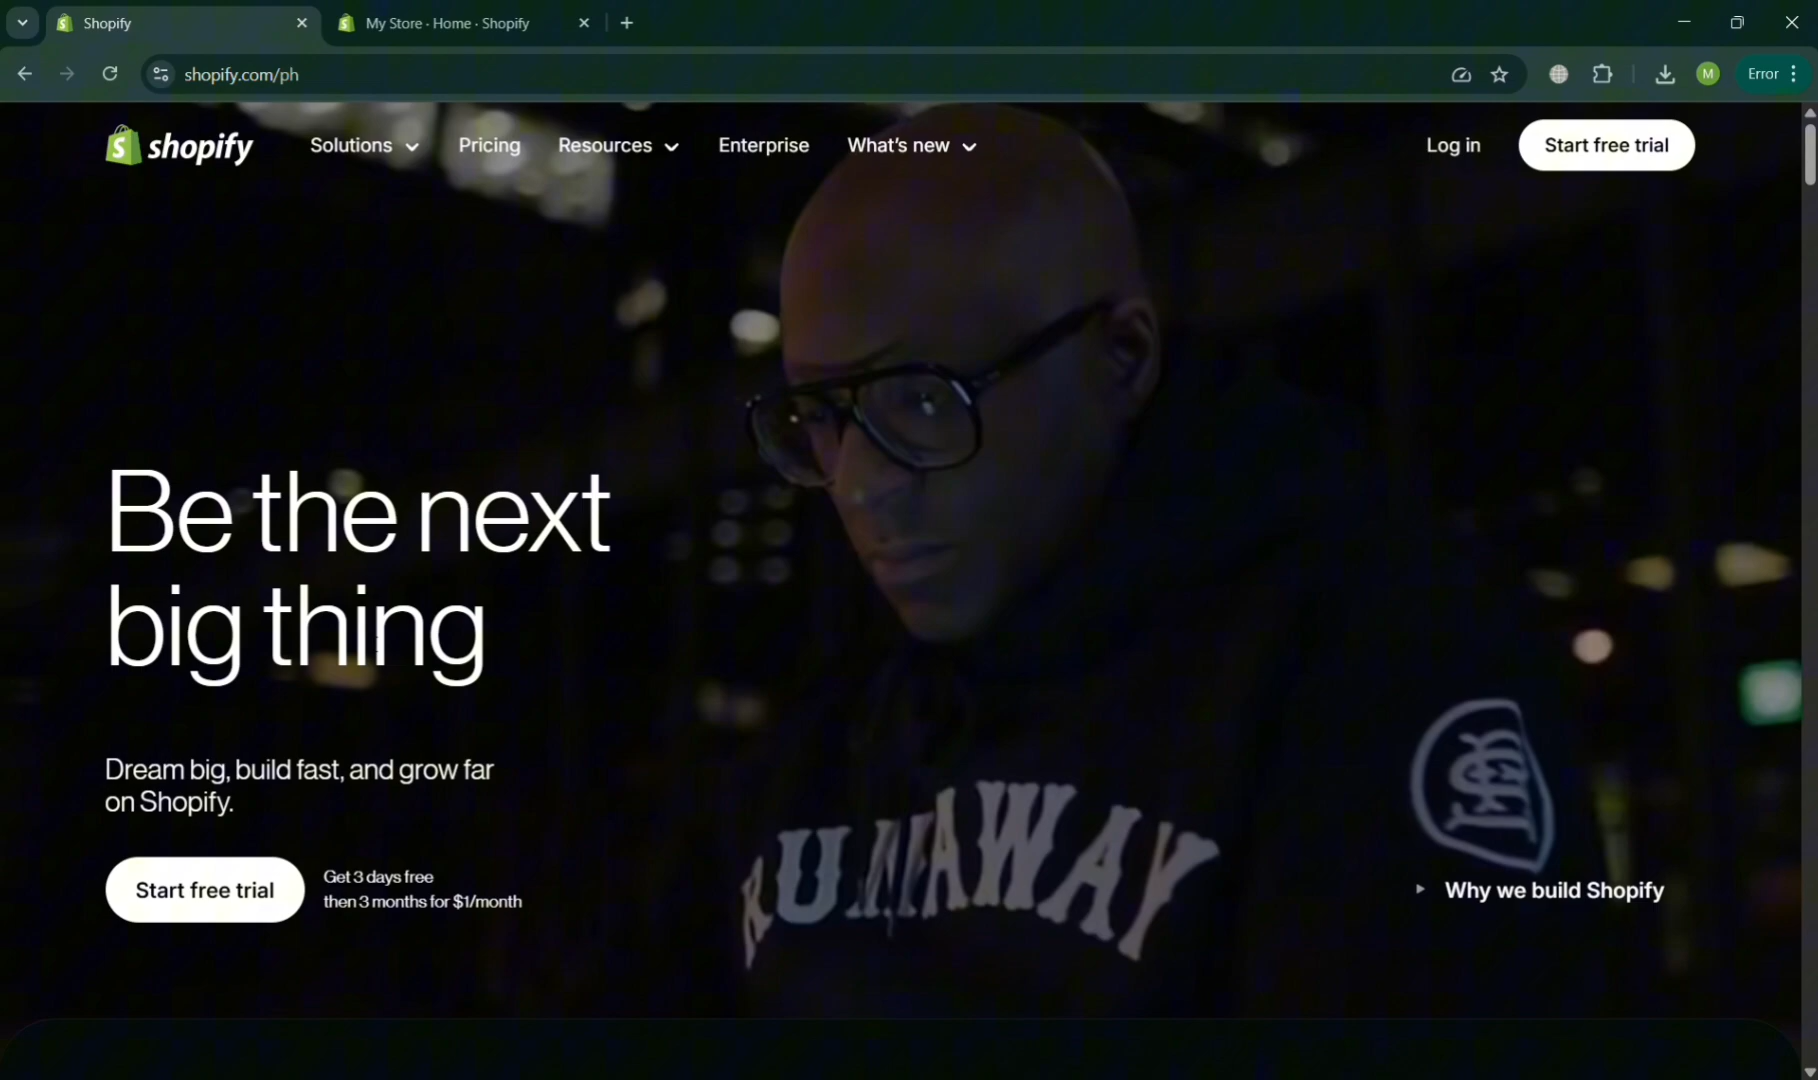 Shopify
My Store · Home · Shopify
shopify.com/ph
M
Error
shopify
Solutions
Pricing
Resources
Enterprise
What's new
Log in
Start free trial
Be the next
big thing
Dream big, build fast, and grow far
on Shopify.
Start free trial
Get 3 days free
then 3 months for $1/month
RUNAWAY
Why we build Shopify